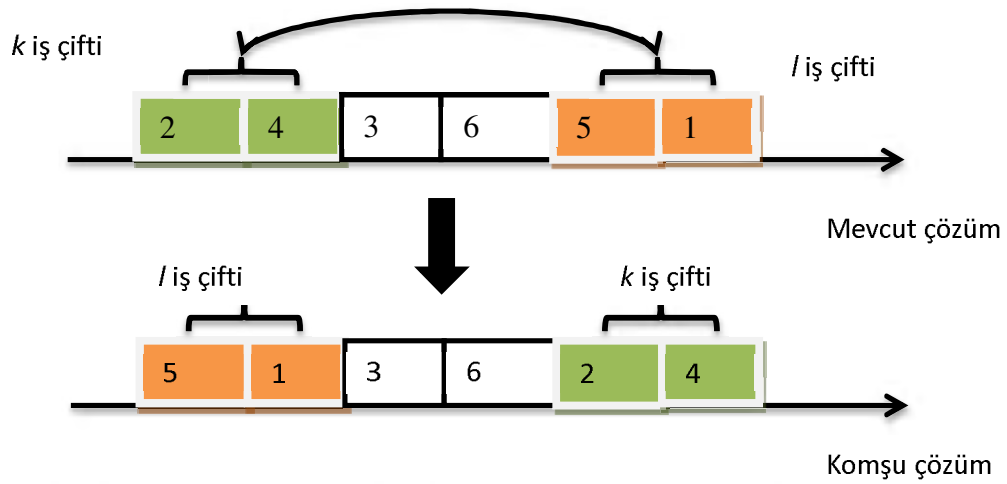 k iş çifti
l iş çifti
2 4 3 6 5 1
Mevcut çözüm
l iş çifti
k iş çifti
5 1 3 6 2 4
Komşu çözüm